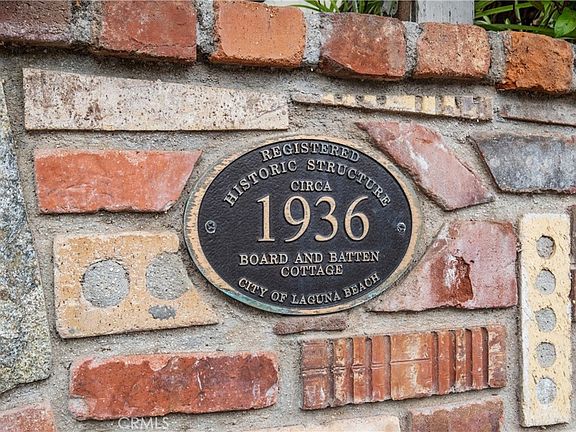 REGISTERED
HISTORIC STRUCTURE
CIRCA
1936
BOARD AND BATTEN
COTTAGE
CITY OF LAGUNA BEACH
CRMLS